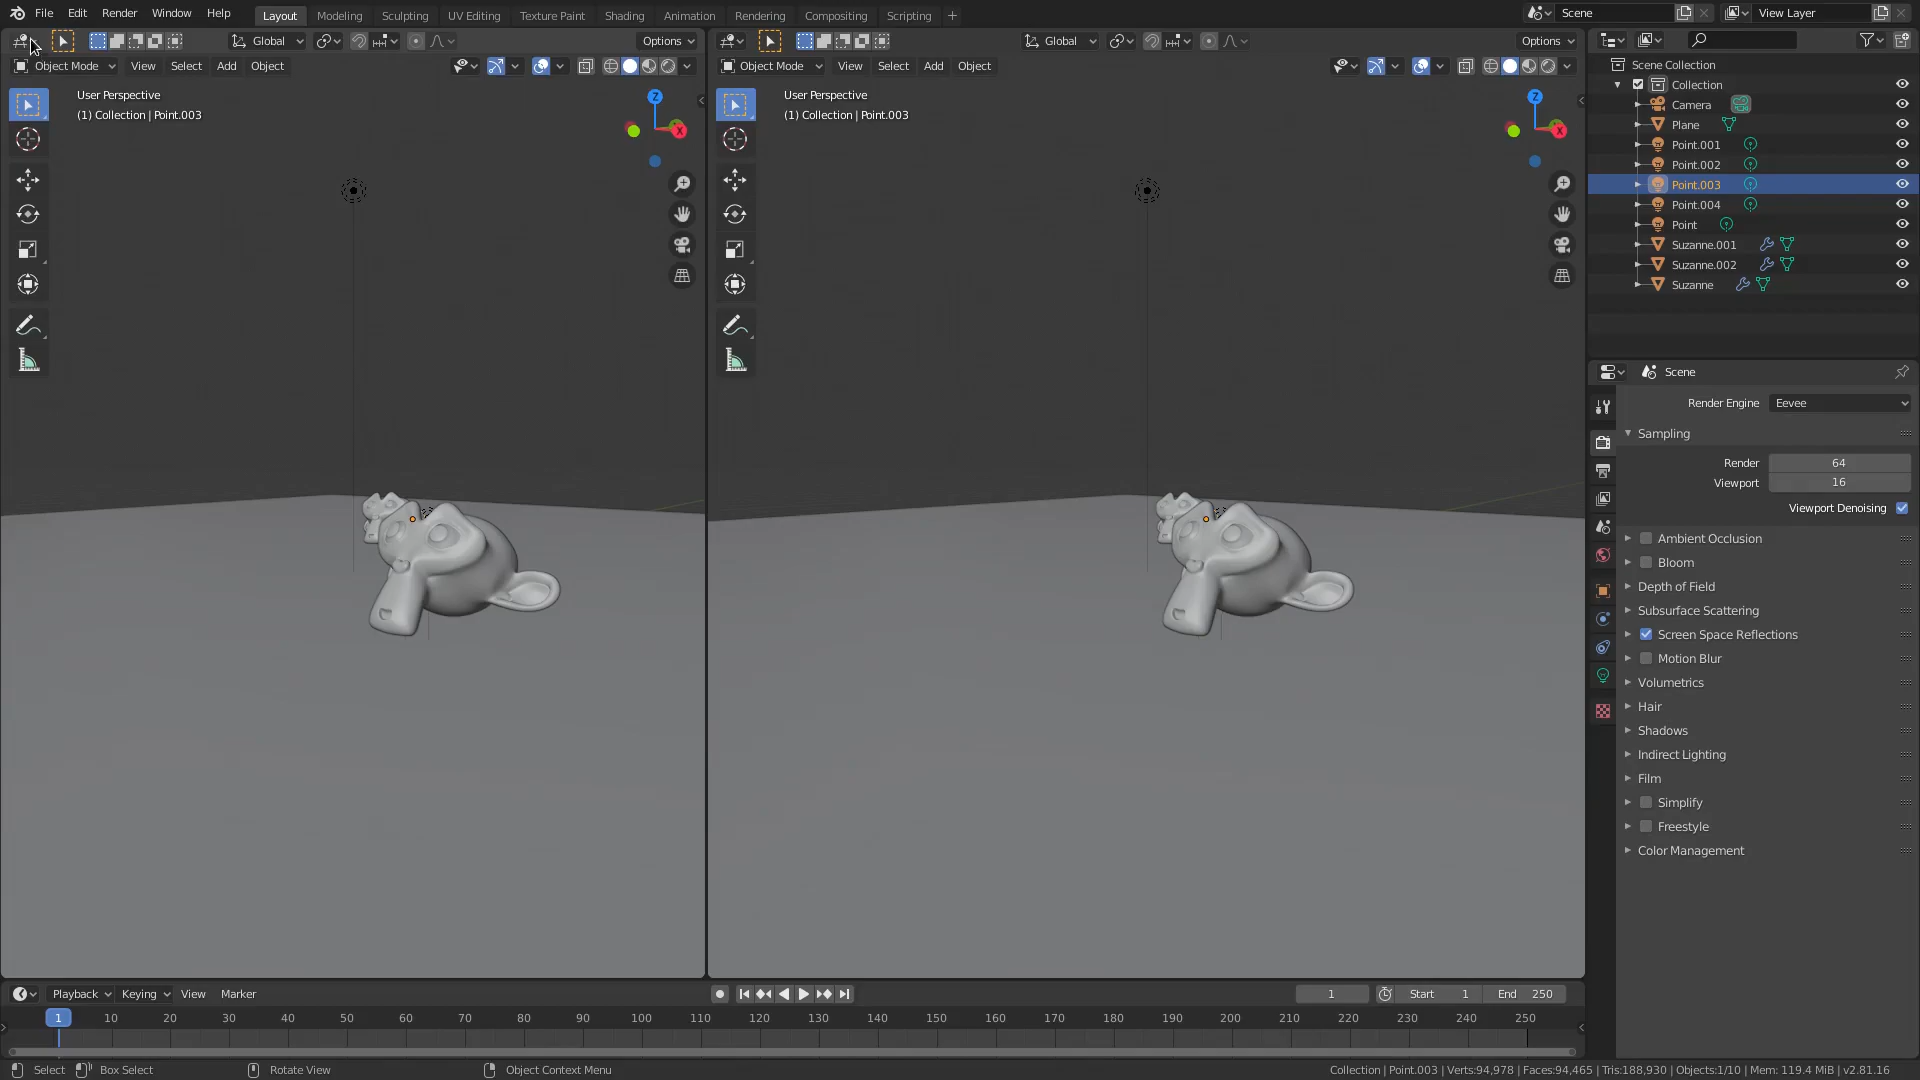 File Edit Render Window Help Layout Modeling Sculpting UV Editing Texture Paint Shading Animation Rendering Compositing Scripting + Scene View Layer
Global Options Global Options
Object Mode View Select Add Object Object Mode View Select Add Object
User Perspective
(1) Collection | Point.003
Z
X
User Perspective
(1) Collection | Point.003
Z
X
Scene Collection
Collection
Camera
Plane
Point.001
Point.002
Point.003
Point.004
Point
Suzanne.001
Suzanne.002
Suzanne
Scene
Render Engine Eevee
Sampling
Render 64
Viewport 16
Viewport Denoising
Ambient Occlusion
Bloom
Depth of Field
Subsurface Scattering
Screen Space Reflections
Motion Blur
Volumetrics
Hair
Shadows
Indirect Lighting
Film
Simplify
Freestyle
Color Management
Playback Keying View Marker 1 Start 1 End 250
1 10 20 30 40 50 60 70 80 90 100 110 120 130 140 150 160 170 180 190 200 210 220 230 240 250
Select Box Select Rotate View Object Context Menu Collection | Point.003 | Verts:94,978 | Faces:94,465 | Tris:188,930 | Objects:1/10 | Mem: 119.4 MiB | v2.81.16